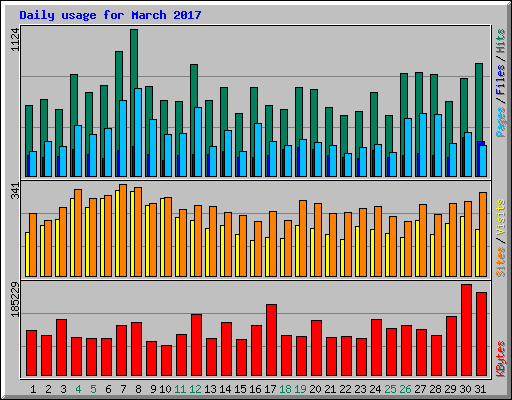 Daily usage for March 2017
1124
Pages / Files / Hits
341
Sites / Visits
185229
KBytes
1 2 3 4 5 6 7 8 9 10 11 12 13 14 15 16 17 18 19 20 21 22 23 24 25 26 27 28 29 30 31